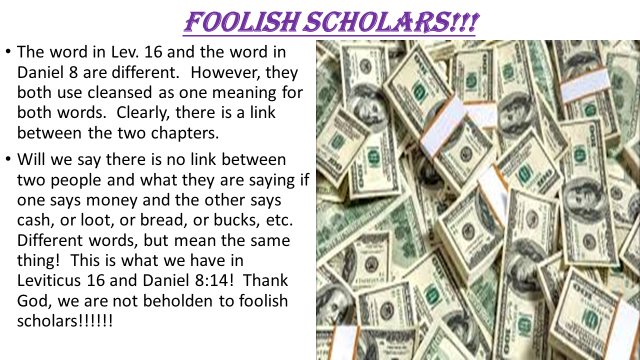 FOOLISH SCHOLARS!!!
• The word in Lev. 16 and the word in
Daniel 8 are different.  However, they
both use cleansed as one meaning for
both words.  Clearly, there is a link
between the two chapters.
• Will we say there is no link between
two people and what they are saying if
one says money and the other says
cash, or loot, or bread, or bucks, etc.
Different words, but mean the same
thing!  This is what we have in
Leviticus 16 and Daniel 8:14!  Thank
God, we are not beholden to foolish
scholars!!!!!!